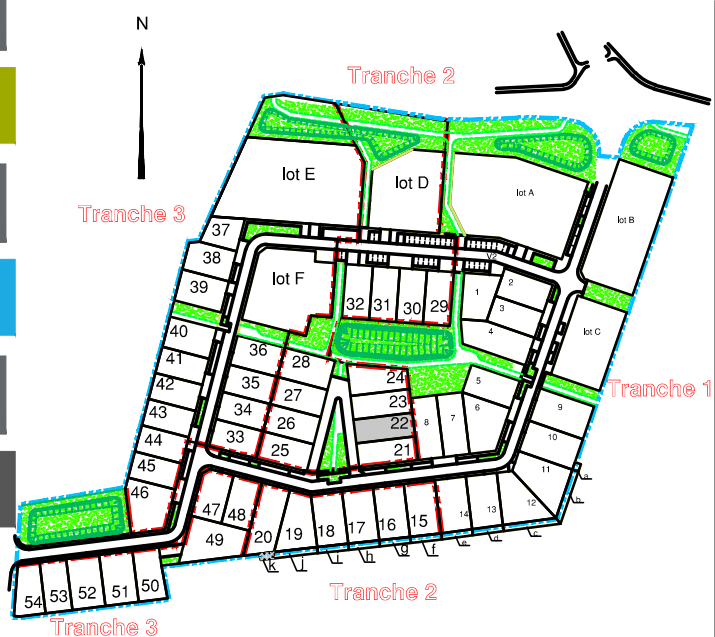 N
Tranche 2
lot E
lot D
lot A
Tranche 3
lot B
37
38
39
V2
lot F
2
1
3
4
32
31
30
29
lot C
40
41
42
43
44
45
46
36
35
34
33
28
27
26
25
24
23
22
21
5
6
7
8
Tranche 1
9
10
11
12
13
14
15
16
17
18
19
20
47
48
49
a
b
c
d
e
f
g
h
i
j
k
54
53
52
51
50
Tranche 2
Tranche 3